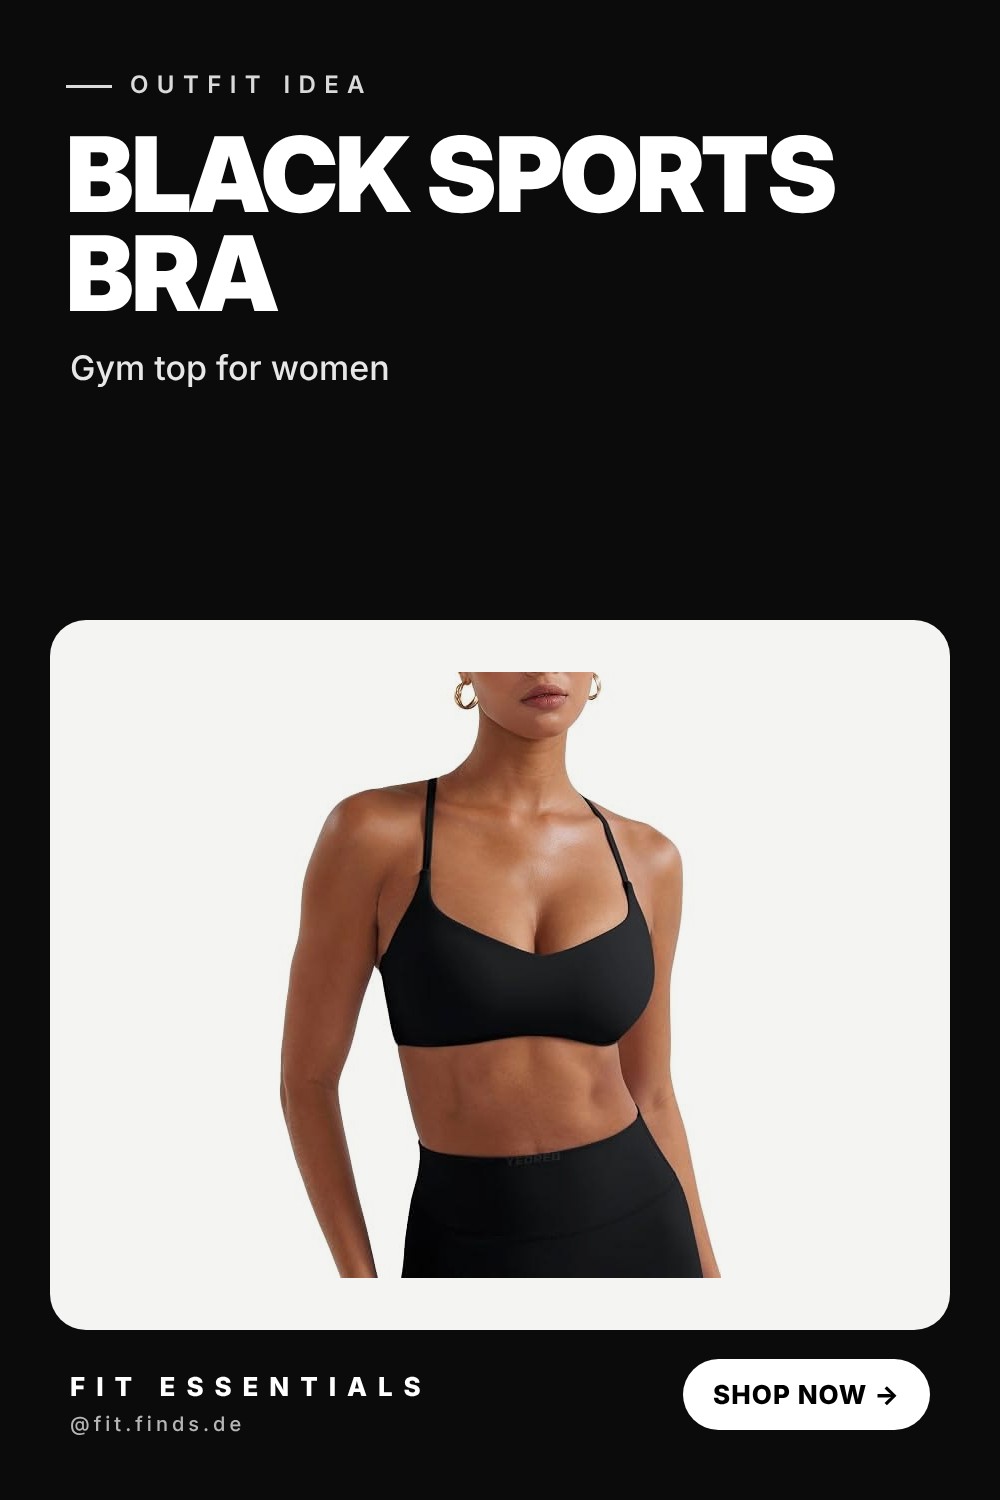 OUTFIT IDEA
BLACK SPORTS
BRA
Gym top for women
FIT ESSENTIALS
@fit.finds.de
SHOP NOW →